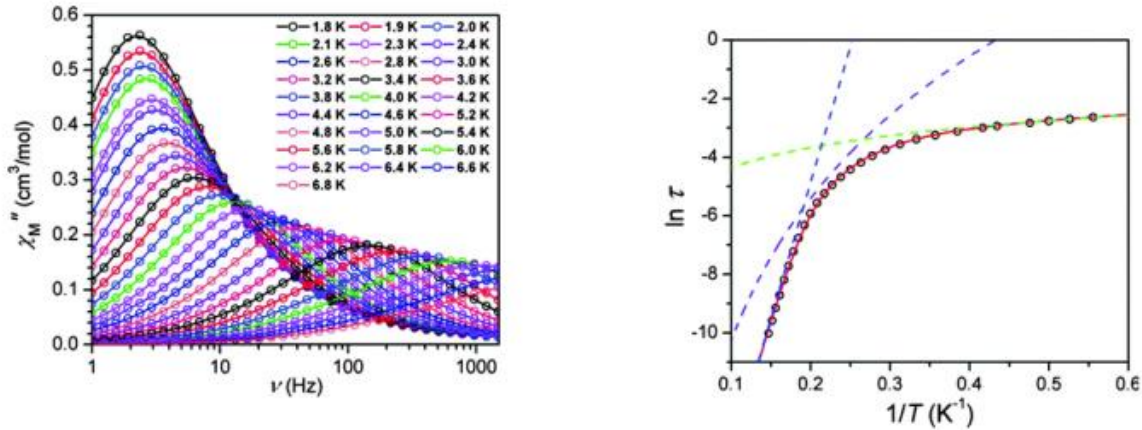 0.6
0.5
0.4
0.3
0.2
0.1
0.0
χM″ (cm³/mol)
1.8 K 1.9 K 2.0 K
2.1 K 2.3 K 2.4 K
2.6 K 2.8 K 3.0 K
3.2 K 3.4 K 3.6 K
3.8 K 4.0 K 4.2 K
4.4 K 4.6 K 5.2 K
4.8 K 5.0 K 5.4 K
5.6 K 5.8 K 6.0 K
6.2 K 6.4 K 6.6 K
6.8 K
1 10 100 1000
ν (Hz)
0
-2
-4
-6
-8
-10
ln τ
0.1 0.2 0.3 0.4 0.5 0.6
1/T (K⁻¹)